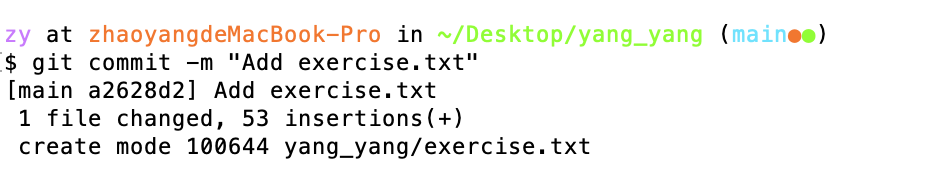 zy at zhaoyangdeMacBook-Pro in ~/Desktop/yang_yang (main●●)
$ git commit -m "Add exercise.txt"
[main a2628d2] Add exercise.txt
 1 file changed, 53 insertions(+)
 create mode 100644 yang_yang/exercise.txt